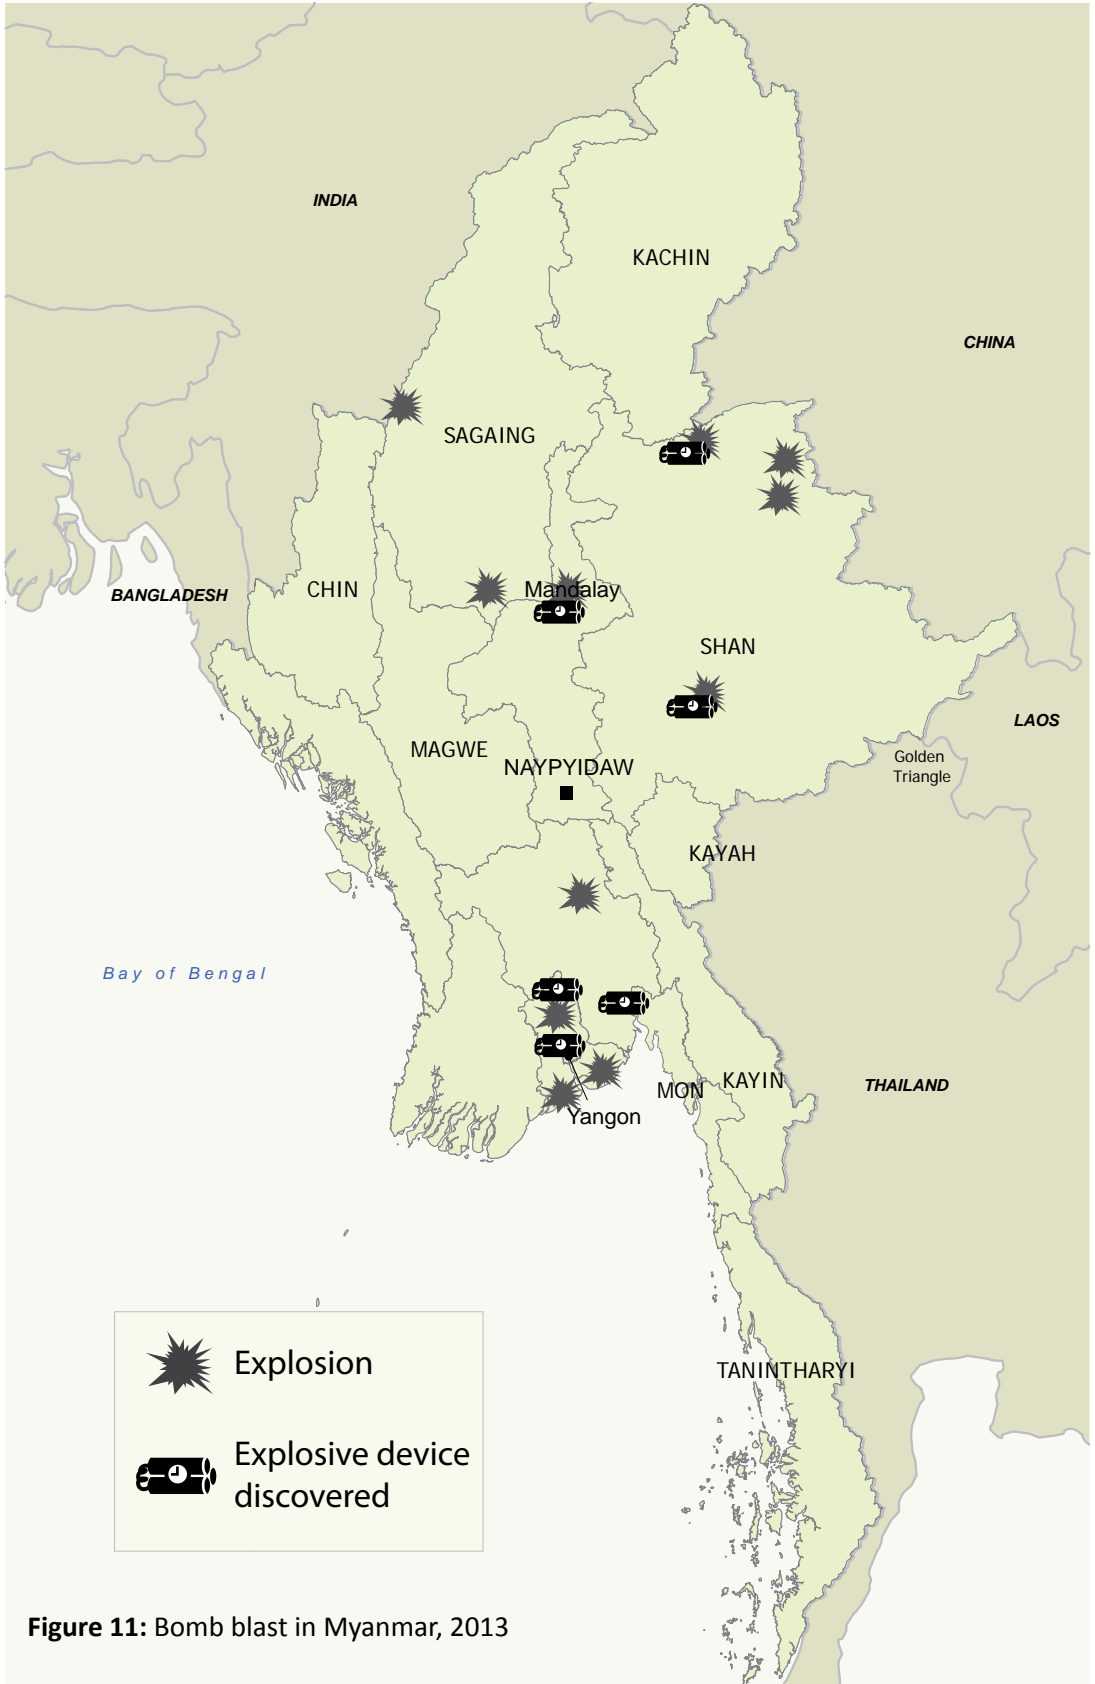 INDIA
KACHIN
CHINA
SAGAING
CHIN
BANGLADESH
Mandalay
SHAN
LAOS
MAGWE
NAYPYIDAW
Golden
Triangle
KAYAH
Bay of Bengal
KAYIN
THAILAND
MON
Yangon
TANINTHARYI
Explosion
Explosive device
discovered
Figure 11: Bomb blast in Myanmar, 2013